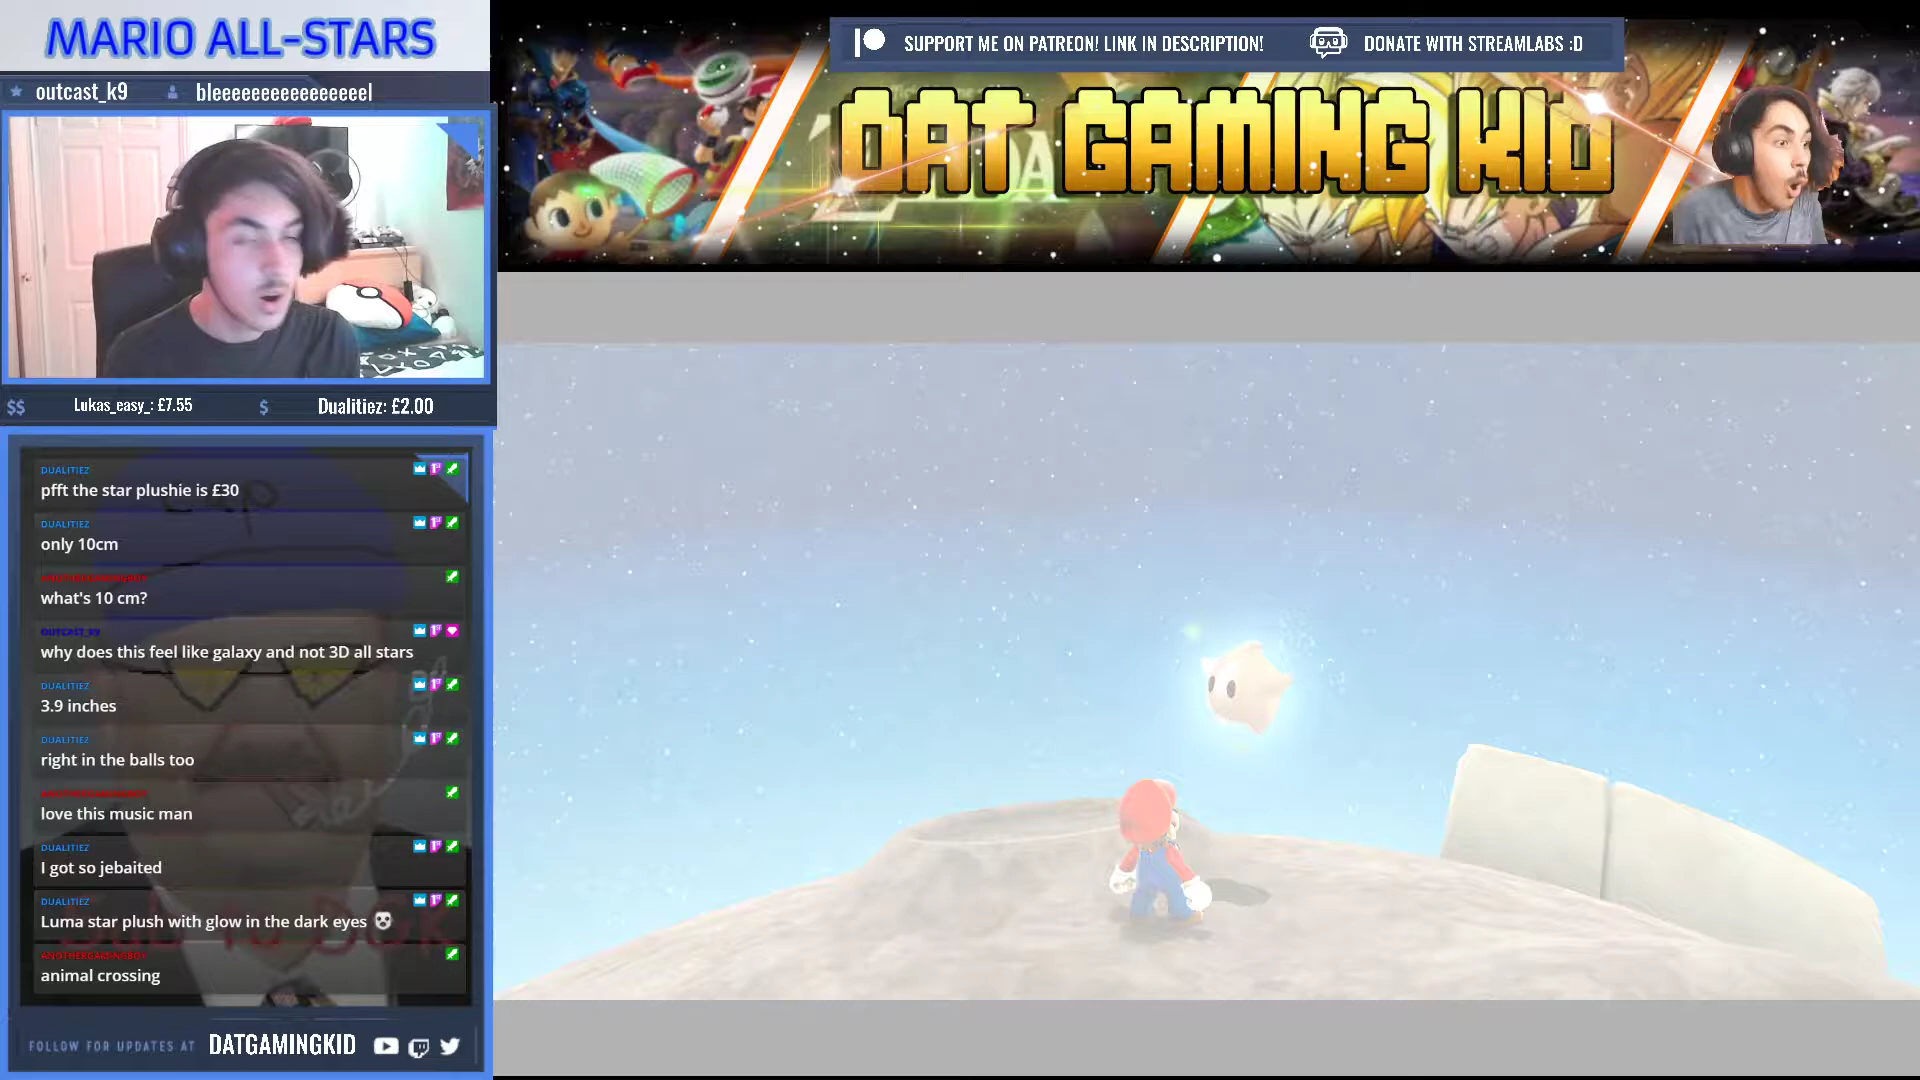 MARIO ALL-STARS
outcast_k9
bleeeeeeeeeeeeeeeel
SUPPORT ME ON PATREON! LINK IN DESCRIPTION!
DONATE WITH STREAMLABS :D
DAT GAMING KID
$$ Lukas_easy_: £7.55
$ Dualitiez: £2.00
DUALITIEZ
pfft the star plushie is £30
DUALITIEZ
only 10cm
ANOTHERGAMINGBOY
what's 10 cm?
OUTCAST_K9
why does this feel like galaxy and not 3D all stars
DUALITIEZ
3.9 inches
DUALITIEZ
right in the balls too
ANOTHERGAMINGBOY
love this music man
DUALITIEZ
I got so jebaited
DUALITIEZ
Luma star plush with glow in the dark eyes
ANOTHERGAMINGBOY
animal crossing
FOLLOW FOR UPDATES AT DATGAMINGKID